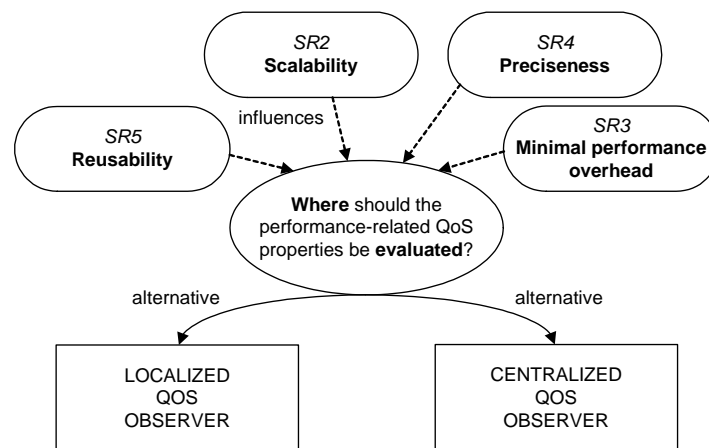 SR2
Scalability
SR4
Preciseness
influences
SR5
Reusability
SR3
Minimal performance
overhead
Where should the
performance-related QoS
properties be evaluated?
alternative
alternative
LOCALIZED
QOS
OBSERVER
CENTRALIZED
QOS
OBSERVER